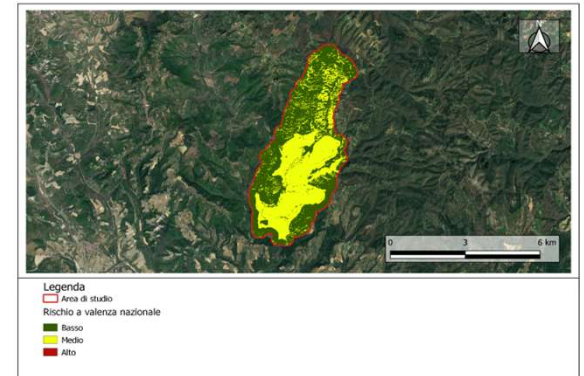 0 3 6 km
Legenda
Area di studio
Rischio a valenza nazionale
Basso
Medio
Alto